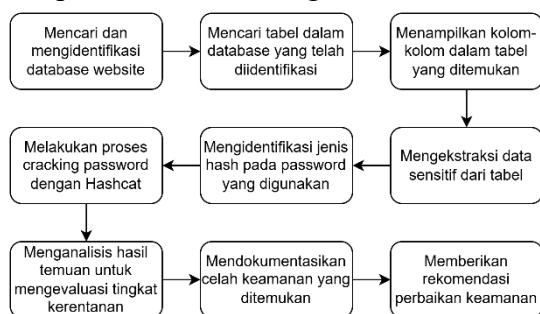 Mencari dan
mengidentifikasi
database website
Mencari tabel dalam
database yang telah
diidentifikasi
Menampilkan kolom-
kolom dalam tabel
yang ditemukan
Mengekstraksi data
sensitif dari tabel
Mengidentifikasi jenis
hash pada password
yang digunakan
Melakukan proses
cracking password
dengan Hashcat
Menganalisis hasil
temuan untuk
mengevaluasi tingkat
kerentanan
Mendokumentasikan
celah keamanan yang
ditemukan
Memberikan
rekomendasi
perbaikan keamanan